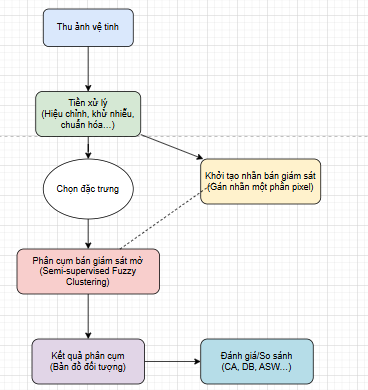 Thu ảnh vệ tinh
Tiền xử lý
(Hiệu chỉnh, khử nhiễu,
chuẩn hóa...)
Chọn đặc trưng
Khởi tạo nhãn bán giám sát
(Gán nhãn một phần pixel)
Phân cụm bán giám sát mờ
(Semi-supervised Fuzzy
Clustering)
Kết quả phân cụm
(Bản đồ đối tượng)
Đánh giá/So sánh
(CA, DB, ASW...)